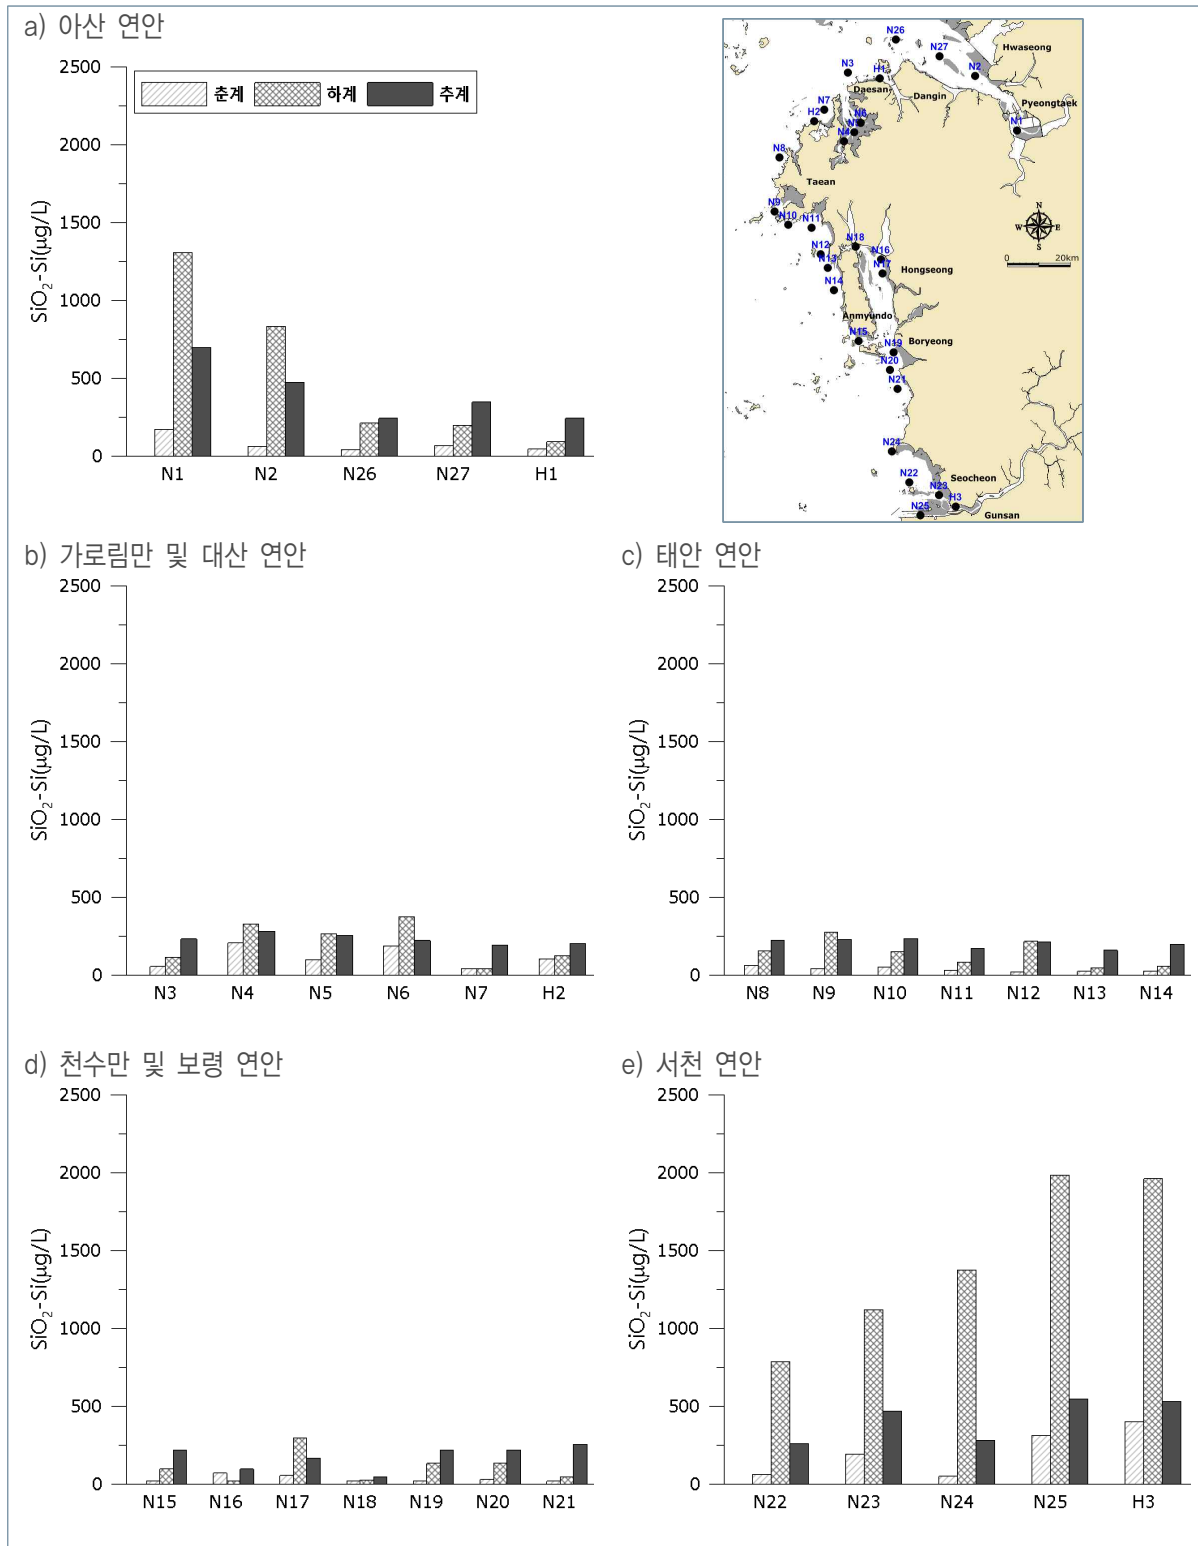 a) 아산 연안
2500
2000
1500
1000
500
0
SiO₂-Si(µg/L)
춘계 하계 추계
N1 N2 N26 N27 H1
N26
N27
Hwaseong
N3
H1
N2
Daesan
Dangin
Pyeongtaek
N7
H2
N6
N5
N4
N1
N8
Taean
N9
N10
N11
N
W E
S
N12
N18
N13
N16
N17
0 20km
Hongseong
N14
Anmyundo
N15
N19
Boryeong
N20
N21
N24
N22
Seocheon
N23
H3
N25
Gunsan
b) 가로림만 및 대산 연안
2500
2000
1500
1000
500
0
SiO₂-Si(µg/L)
N3 N4 N5 N6 N7 H2
c) 태안 연안
2500
2000
1500
1000
500
0
SiO₂-Si(µg/L)
N8 N9 N10 N11 N12 N13 N14
d) 천수만 및 보령 연안
2500
2000
1500
1000
500
0
SiO₂-Si(µg/L)
N15 N16 N17 N18 N19 N20 N21
e) 서천 연안
2500
2000
1500
1000
500
0
SiO₂-Si(µg/L)
N22 N23 N24 N25 H3